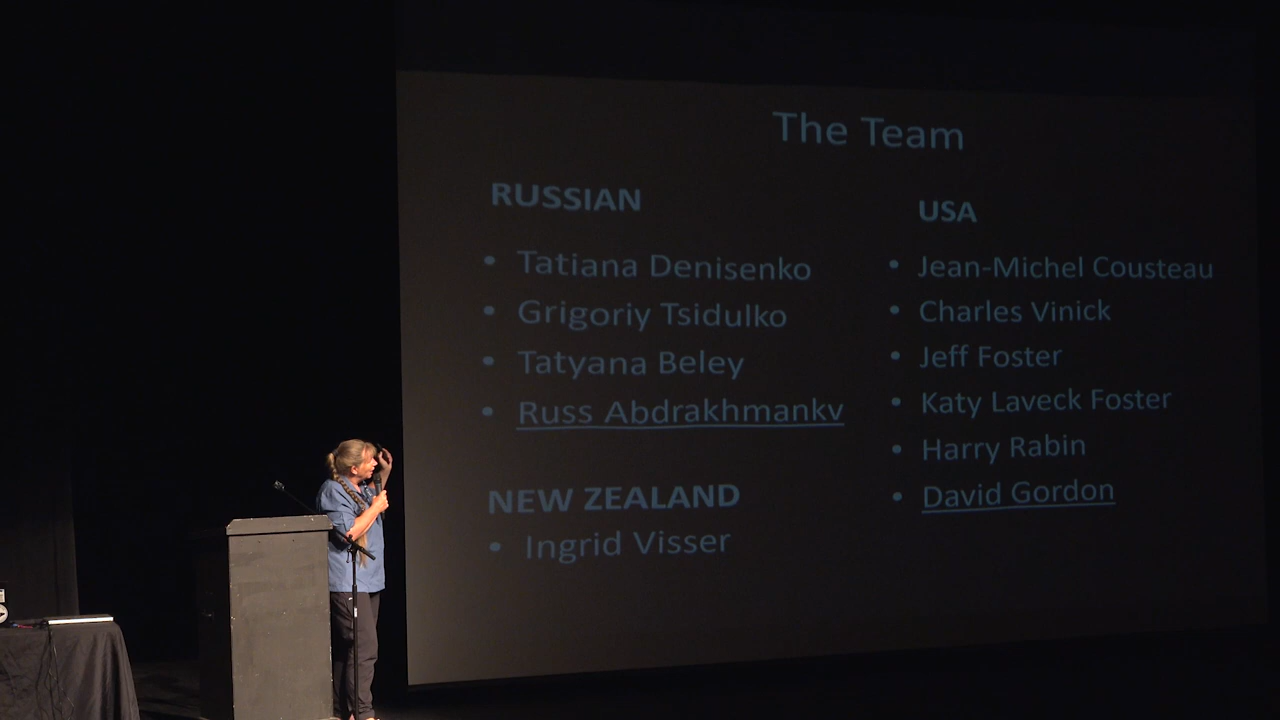 The Team
RUSSIAN
• Tatiana Denisenko
• Grigoriy Tsidulko
• Tatyana Beley
• Russ Abdrakhmankv
NEW ZEALAND
• Ingrid Visser
USA
• Jean-Michel Cousteau
• Charles Vinick
• Jeff Foster
• Katy Laveck Foster
• Harry Rabin
• David Gordon